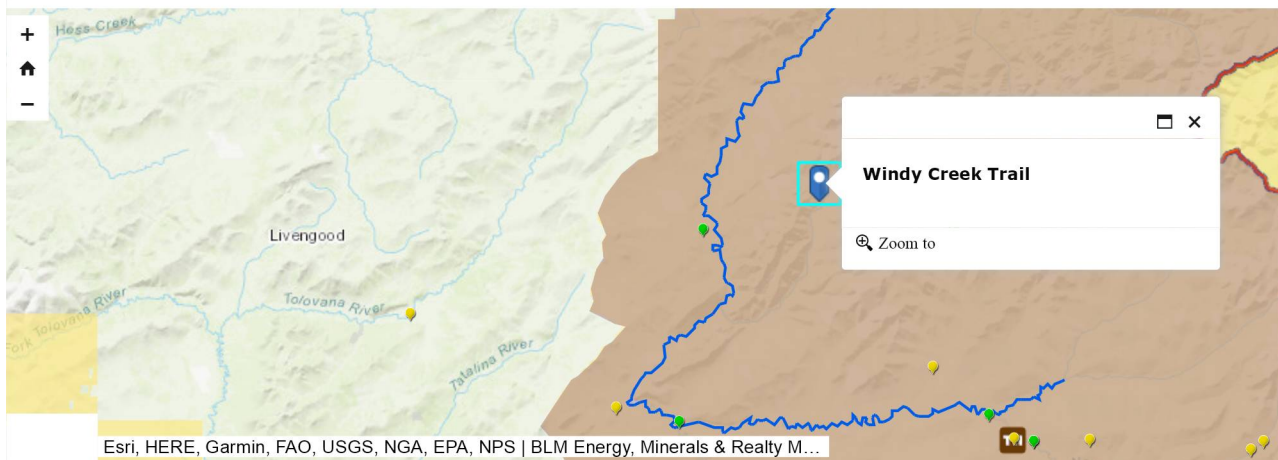 +
−
Hess Creek
Livengood
Tolovana River
Fork Tolovana River
Tatalina River
Windy Creek Trail
Zoom to
Esri, HERE, Garmin, FAO, USGS, NGA, EPA, NPS | BLM Energy, Minerals & Realty M...